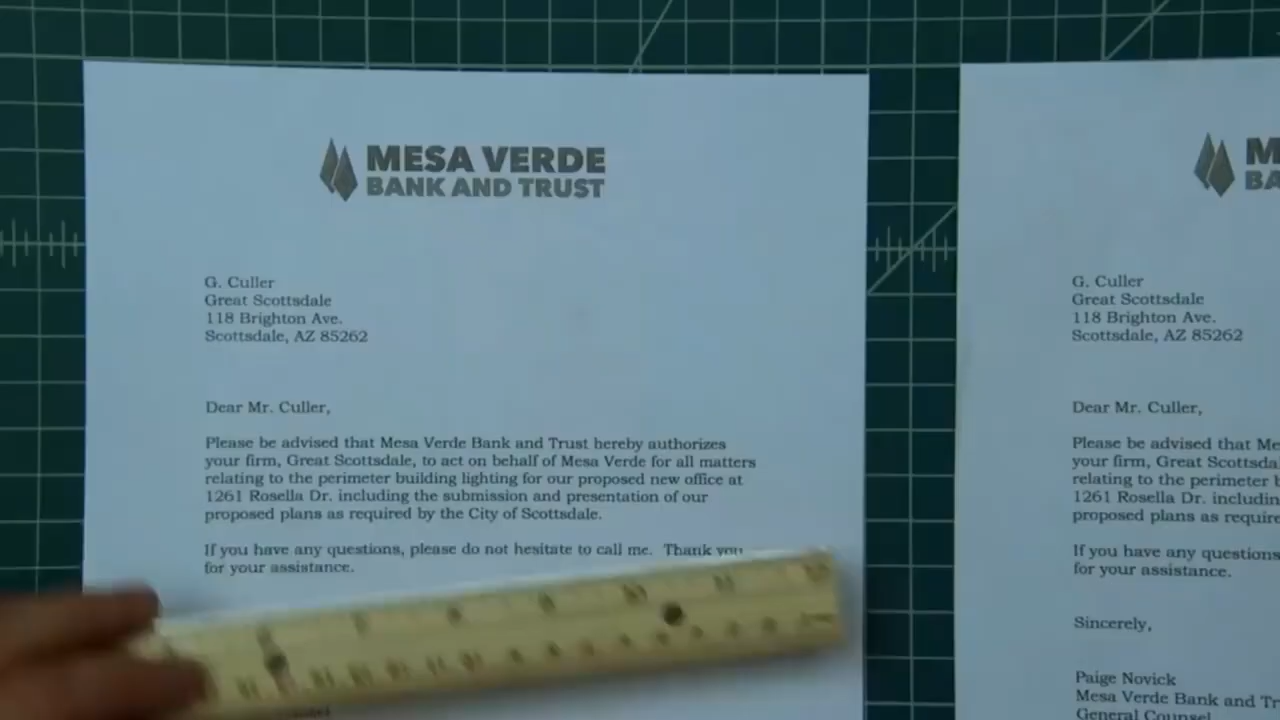 MESA VERDE
BANK AND TRUST
G. Culler
Great Scottsdale
118 Brighton Ave.
Scottsdale, AZ 85262
Dear Mr. Culler,
Please be advised that Mesa Verde Bank and Trust hereby authorizes
your firm, Great Scottsdale, to act on behalf of Mesa Verde for all matters
relating to the perimeter building lighting for our proposed new office at
1261 Rosella Dr. including the submission and presentation of our
proposed plans as required by the City of Scottsdale.
If you have any questions, please do not hesitate to call me. Thank you
for your assistance.
G. Culler
Great Scottsdale
118 Brighton Ave.
Scottsdale, AZ 85262
Dear Mr. Culler,
Please be advised that
your firm, Great
relating to the perimeter
1261 Rosella Dr.
proposed plans as
If you have any questions
for your assistance.
Sincerely,
Paige Novick
Mesa Verde Bank and
General Counsel